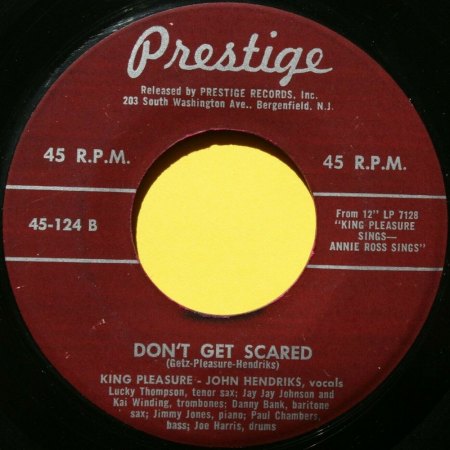 Prestige
Released by PRESTIGE RECORDS, Inc.
203 South Washington Ave., Bergenfield, N.J.
45 R.P.M.
45 R.P.M.
45-124 B
From 12" LP 7128
"KING PLEASURE
SINGS—
ANNIE ROSS SINGS"
DON'T GET SCARED
(Getz-Pleasure-Hendriks)
KING PLEASURE - JOHN HENDRIKS, vocals
Lucky Thompson, tenor sax; Jay Jay Johnson and
Kai Winding, trombones; Danny Bank, baritone
sax; Jimmy Jones, piano; Paul Chambers,
bass; Joe Harris, drums